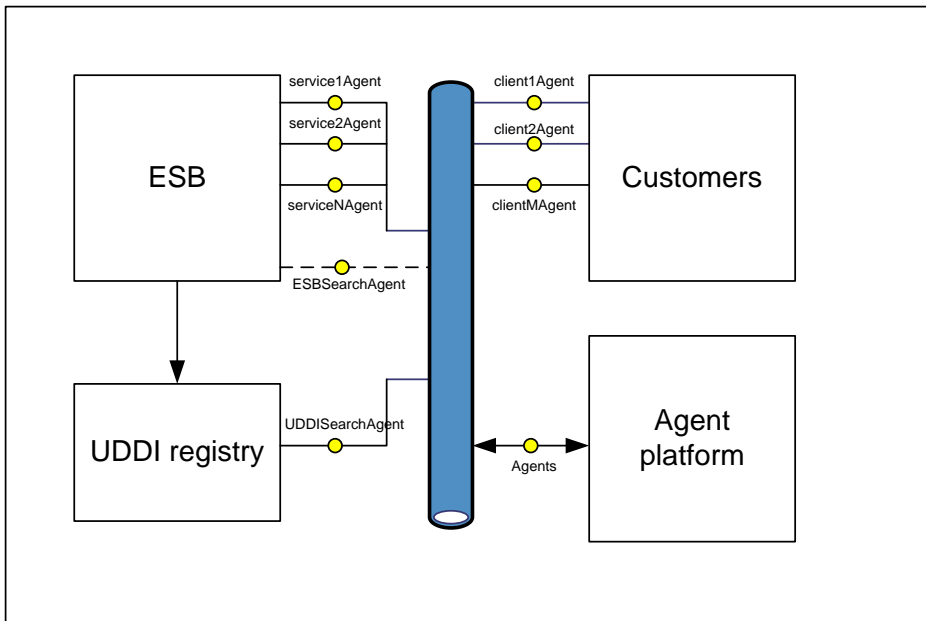 service1Agent
client1Agent
service2Agent
client2Agent
ESB
Customers
serviceNAgent
clientMAgent
ESBSearchAgent
UDDI registry
UDDISearchAgent
Agent
platform
Agents